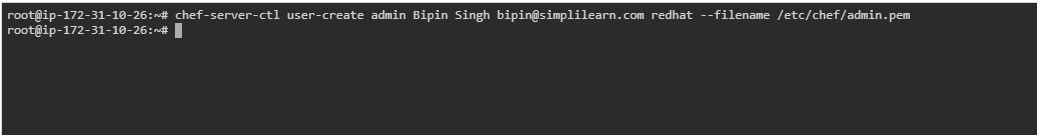 root@ip-172-31-10-26:~# chef-server-ctl user-create admin Bipin Singh bipin@simplilearn.com redhat --filename /etc/chef/admin.pem
root@ip-172-31-10-26:~#